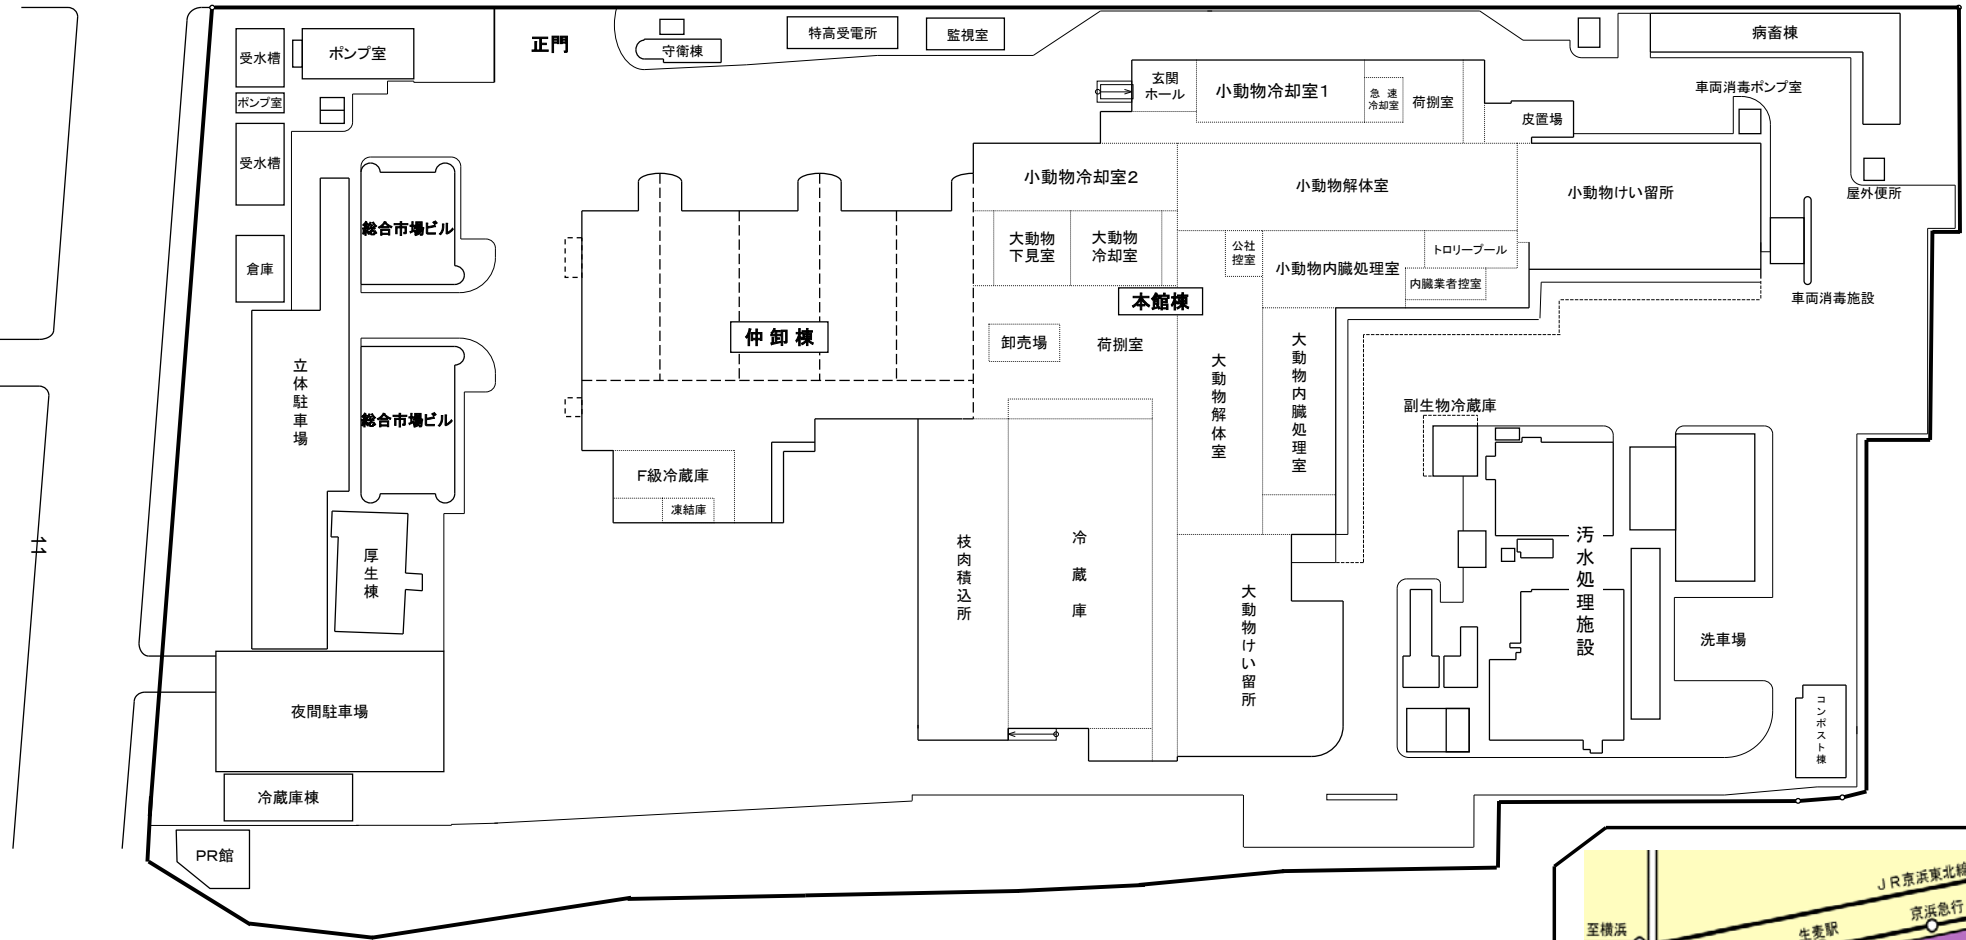 正門
受水槽
ポンプ室
守衛棟
特高受電所
監視室
病畜棟
ポンプ室
玄関
ホール
小動物冷却室1
急 速
冷却室
荷捌室
車両消毒ポンプ室
皮置場
受水槽
小動物冷却室2
小動物解体室
小動物けい留所
屋外便所
総合市場ビル
大動物
下見室
大動物
冷却室
公社
控室
トロリープール
倉庫
小動物内臓処理室
内臓業者控室
車両消毒施設
本館棟
仲卸棟
卸売場
荷捌室
立体駐車場
大動物解体室
大動物内臓処理室
総合市場ビル
副生物冷蔵庫
F級冷蔵庫
凍結庫
11
厚生棟
枝肉積込所
冷蔵庫
大動物けい留所
汚水処理施設
洗車場
夜間駐車場
コンポスト棟
冷蔵庫棟
PR館
JR京浜東北線
京浜急行
生麦駅
至横浜